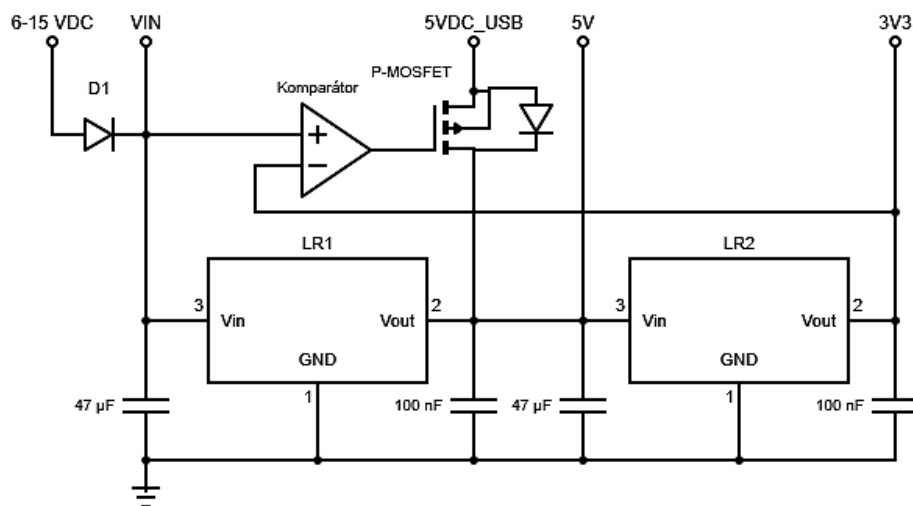 6-15 VDC VIN 5VDC_USB 5V 3V3
P-MOSFET
D1 Komparátor
+
−
LR1 LR2
3 Vin Vout 2 3 Vin Vout 2
GND GND
1 1
47 µF 100 nF 47 µF 100 nF